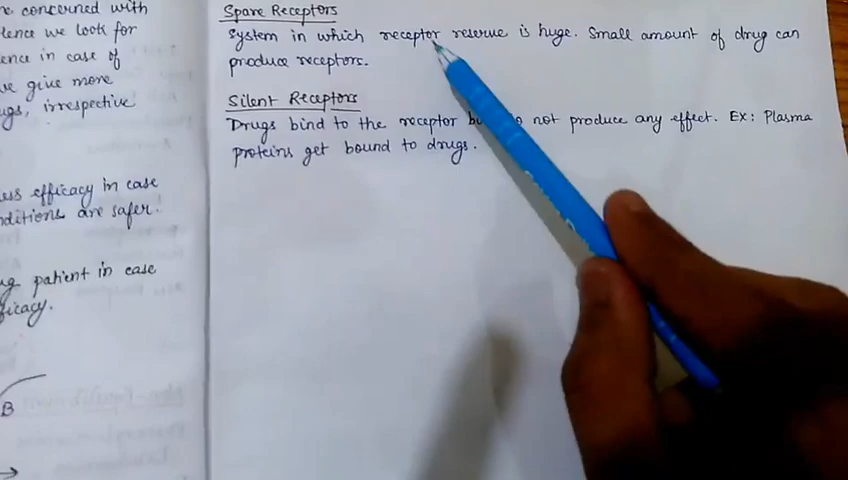 e concerned with
lence we look for
ence in case of
ve give more
ugs, irrespective
ess efficacy in case
nditions are safer.
ug patient in case
ficacy.
B
Spare Receptors
System in which receptor reserve is huge. Small amount of drug can
produce receptors.
Silent Receptors
Drugs bind to the receptor not produce any effect. Ex: Plasma
proteins get bound to drugs.